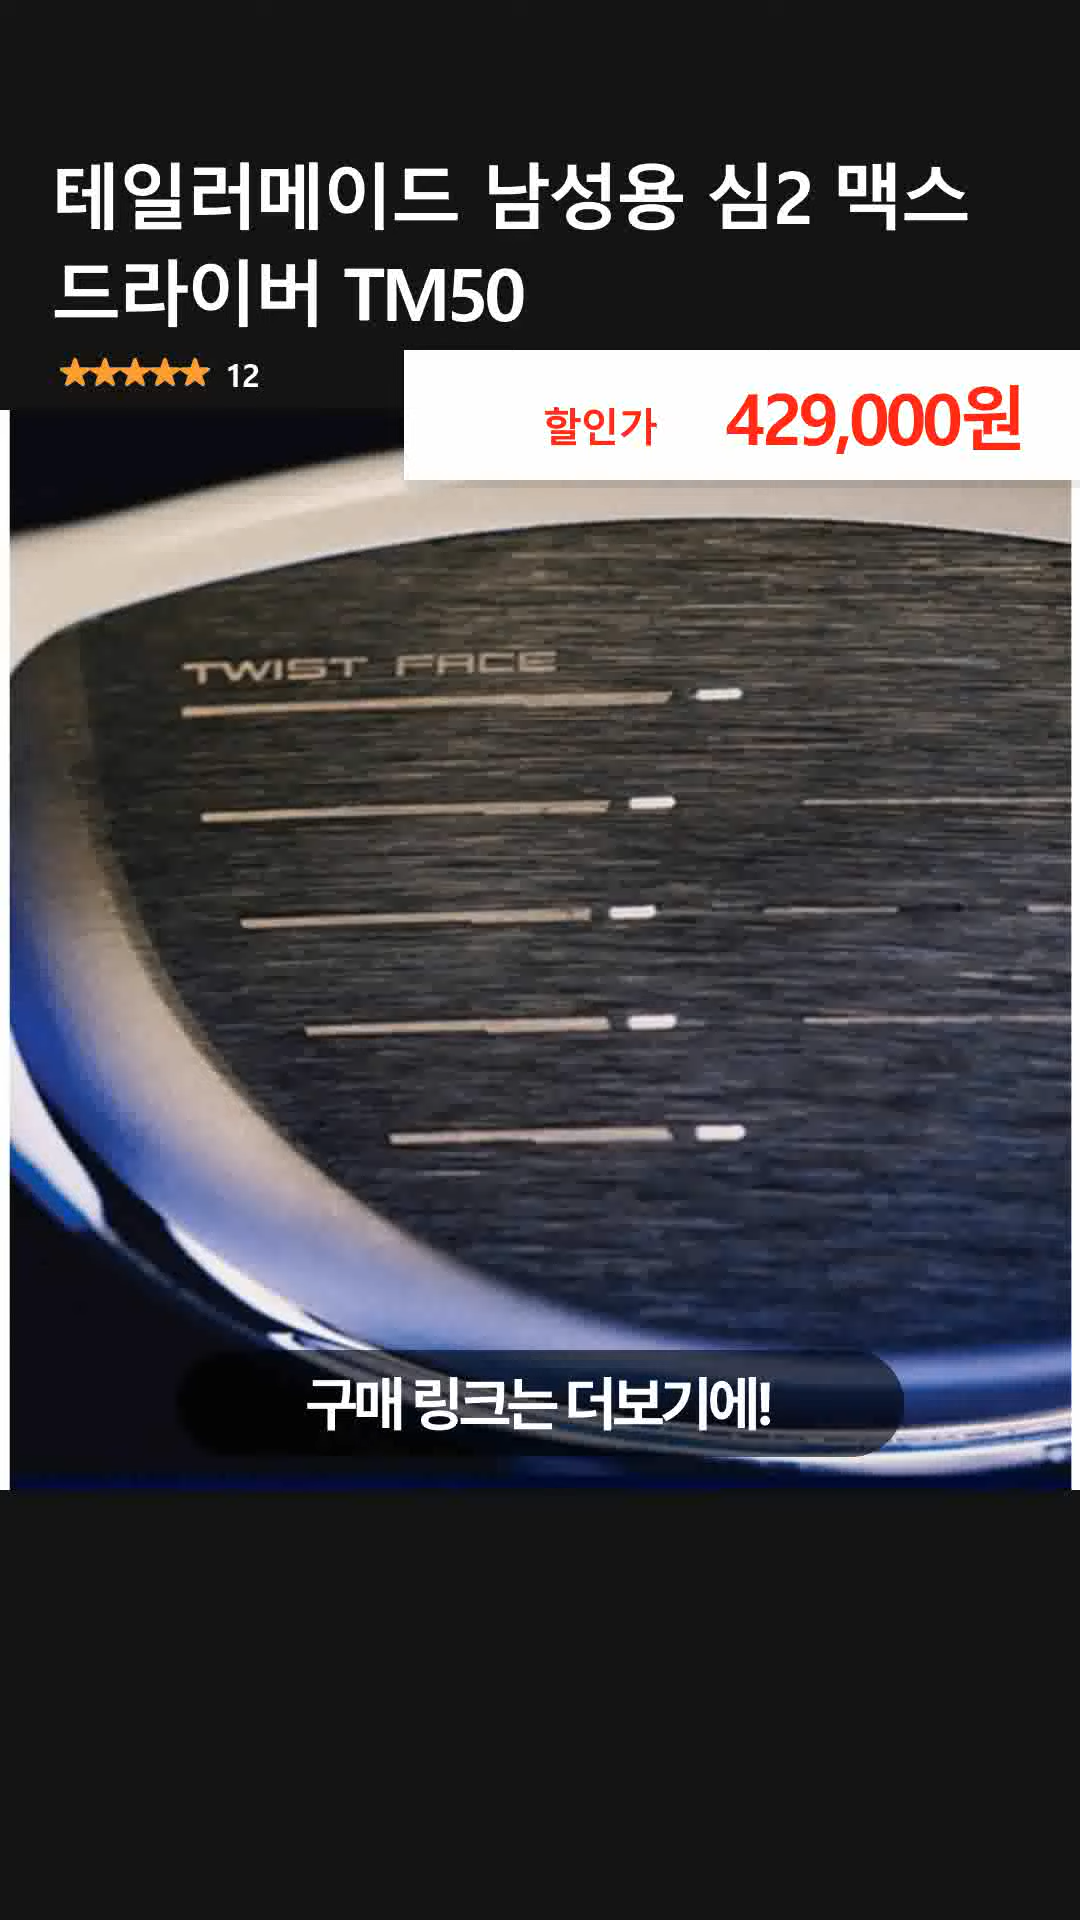 테일러메이드 남성용 심2 맥스
드라이버 TM50
★★★★★ 12
할인가 429,000원
TWIST FACE
구매 링크는 더보기에!